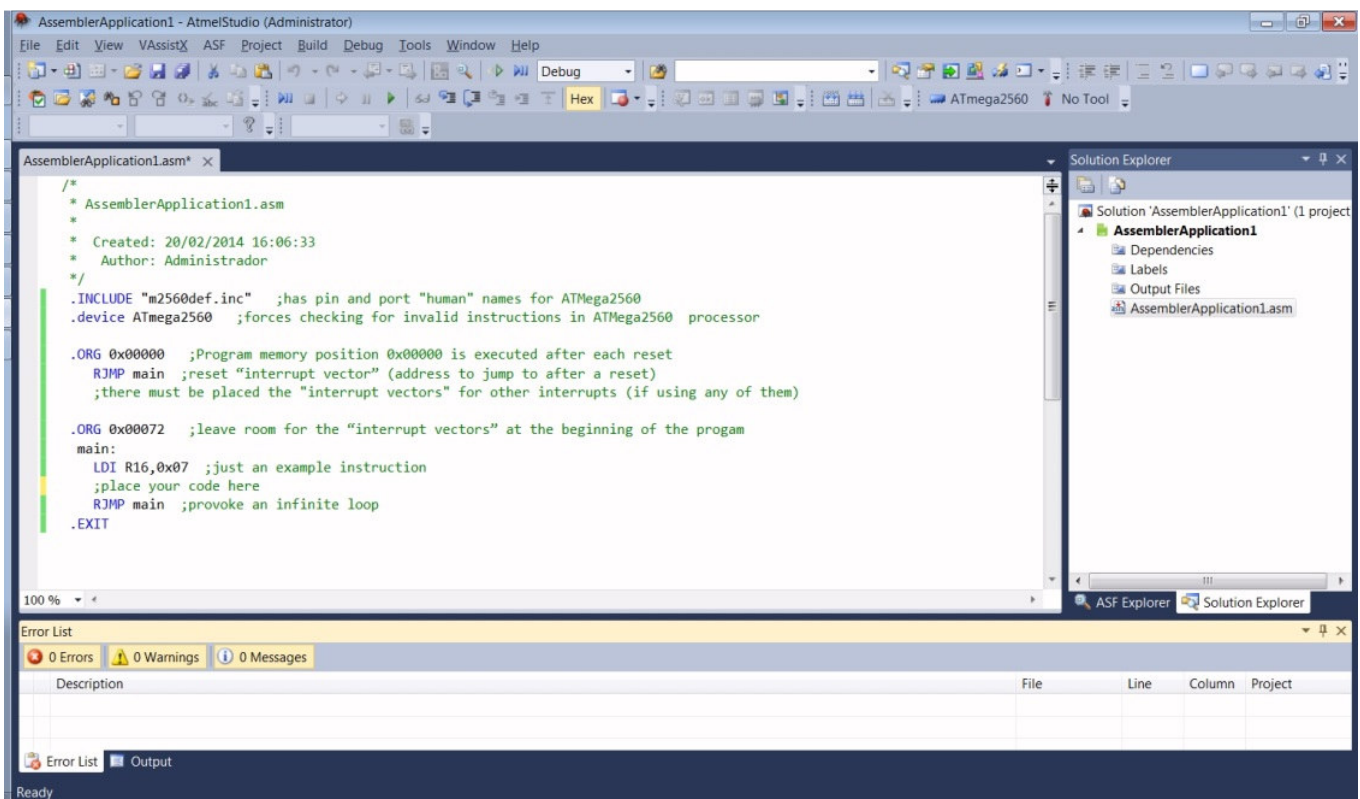 AssemblerApplication1 - AtmelStudio (Administrator)
File Edit View VAssistX ASF Project Build Debug Tools Window Help
Debug
Hex ATmega2560 No Tool
AssemblerApplication1.asm*
/*
* AssemblerApplication1.asm
*
* Created: 20/02/2014 16:06:33
* Author: Administrador
*/
.INCLUDE "m2560def.inc" ;has pin and port "human" names for ATMega2560
.device ATmega2560 ;forces checking for invalid instructions in ATMega2560 processor
.ORG 0x00000 ;Program memory position 0x00000 is executed after each reset
RJMP main ;reset “interrupt vector” (address to jump to after a reset)
;there must be placed the "interrupt vectors" for other interrupts (if using any of them)
.ORG 0x00072 ;leave room for the “interrupt vectors” at the beginning of the progam
main:
LDI R16,0x07 ;just an example instruction
;place your code here
RJMP main ;provoke an infinite loop
.EXIT
100 %
Solution Explorer
Solution 'AssemblerApplication1' (1 project
AssemblerApplication1
Dependencies
Labels
Output Files
AssemblerApplication1.asm
ASF Explorer Solution Explorer
Error List
0 Errors 0 Warnings 0 Messages
Description File Line Column Project
Error List Output
Ready